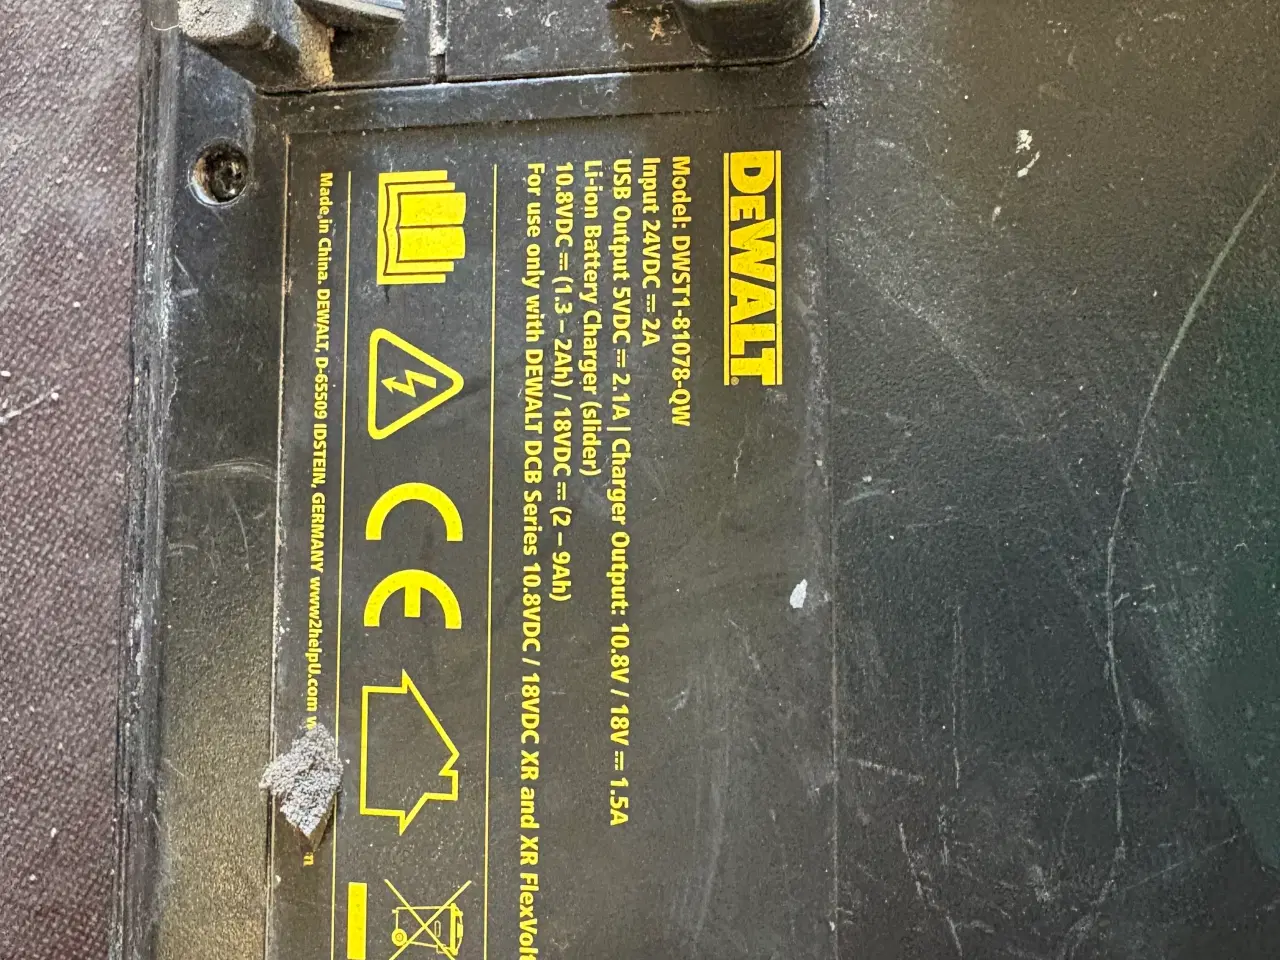 DEWALT®
Model: DWST1-81078-QW
Input 24VDC ⎓ 2A
USB Output 5VDC ⎓ 2.1A | Charger Output: 10.8V / 18V ⎓ 1.5A
Li-ion Battery Charger (slider)
10.8VDC ⎓ (1.3 – 2Ah) / 18VDC ⎓ (2 – 9Ah)
For use only with DEWALT DCB Series 10.8VDC / 18VDC XR and XR FlexVolt
CE
Made in China. DEWALT, D-65509 IDSTEIN, GERMANY www.2helpU.com